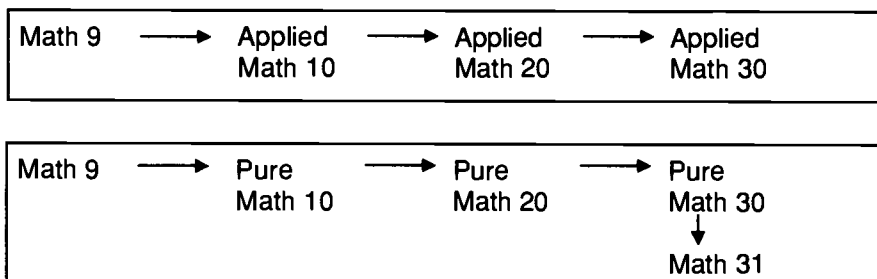 Math 9 Applied Applied Applied
Math 10 Math 20 Math 30
Math 9 Pure Pure Pure
Math 10 Math 20 Math 30
Math 31